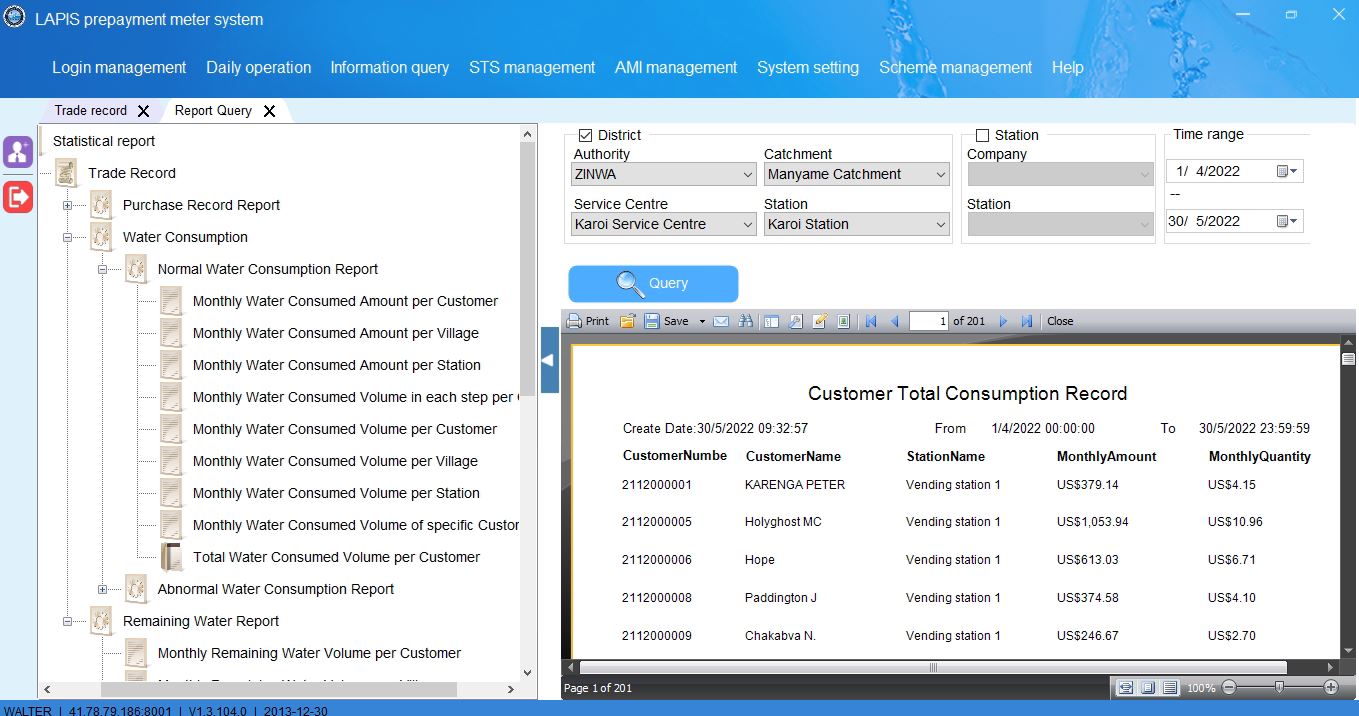 LAPIS prepayment meter system
Login management Daily operation Information query STS management AMI management System setting Scheme management Help
Trade record X Report Query X
Statistical report
Trade Record
Purchase Record Report
Water Consumption
Normal Water Consumption Report
Monthly Water Consumed Amount per Customer
Monthly Water Consumed Amount per Village
Monthly Water Consumed Amount per Station
Monthly Water Consumed Volume in each step per
Monthly Water Consumed Volume per Customer
Monthly Water Consumed Volume per Village
Monthly Water Consumed Volume per Station
Monthly Water Consumed Volume of specific Custor
Total Water Consumed Volume per Customer
Abnormal Water Consumption Report
Remaining Water Report
Monthly Remaining Water Volume per Customer
District
Authority Catchment
ZINWA Manyame Catchment
Service Centre Station
Karoi Service Centre Karoi Station
Station
Company
Station
Time range
1/ 4/2022
--
30/ 5/2022
Query
Print Save 1 of 201 Close
Customer Total Consumption Record
Create Date:30/5/2022 09:32:57 From 1/4/2022 00:00:00 To 30/5/2022 23:59:59
CustomerNumbe CustomerName StationName MonthlyAmount MonthlyQuantity
2112000001 KARENGA PETER Vending station 1 US$379.14 US$4.15
2112000005 Holyghost MC Vending station 1 US$1,053.94 US$10.96
2112000006 Hope Vending station 1 US$613.03 US$6.71
2112000008 Paddington J Vending station 1 US$374.58 US$4.10
2112000009 Chakabva N. Vending station 1 US$246.67 US$2.70
Page 1 of 201 100%
WALTER | 41.78.79.186:8001 | V1.3.104.0 | 2013-12-30